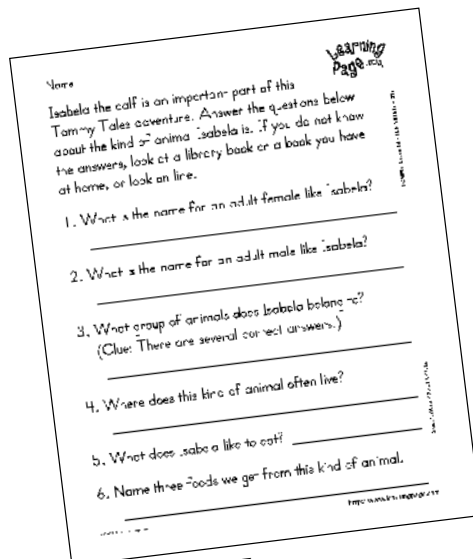 Learning
Page.com
Name
Isabela the calf is an important part of this
Tammy Tales adventure. Answer the questions below
about the kind of animal Isabela is. If you do not know
the answers, look at a library book or a book you have
at home, or look on line.
1. What is the name for an adult female like Isabela?
2. What is the name for an adult male like Isabela?
3. What group of animals does Isabela belong to?
(Clue: There are several correct answers.)
4. Where does this kind of animal often live?
5. What does Isabela like to eat?
6. Name three foods we get from this kind of animal.